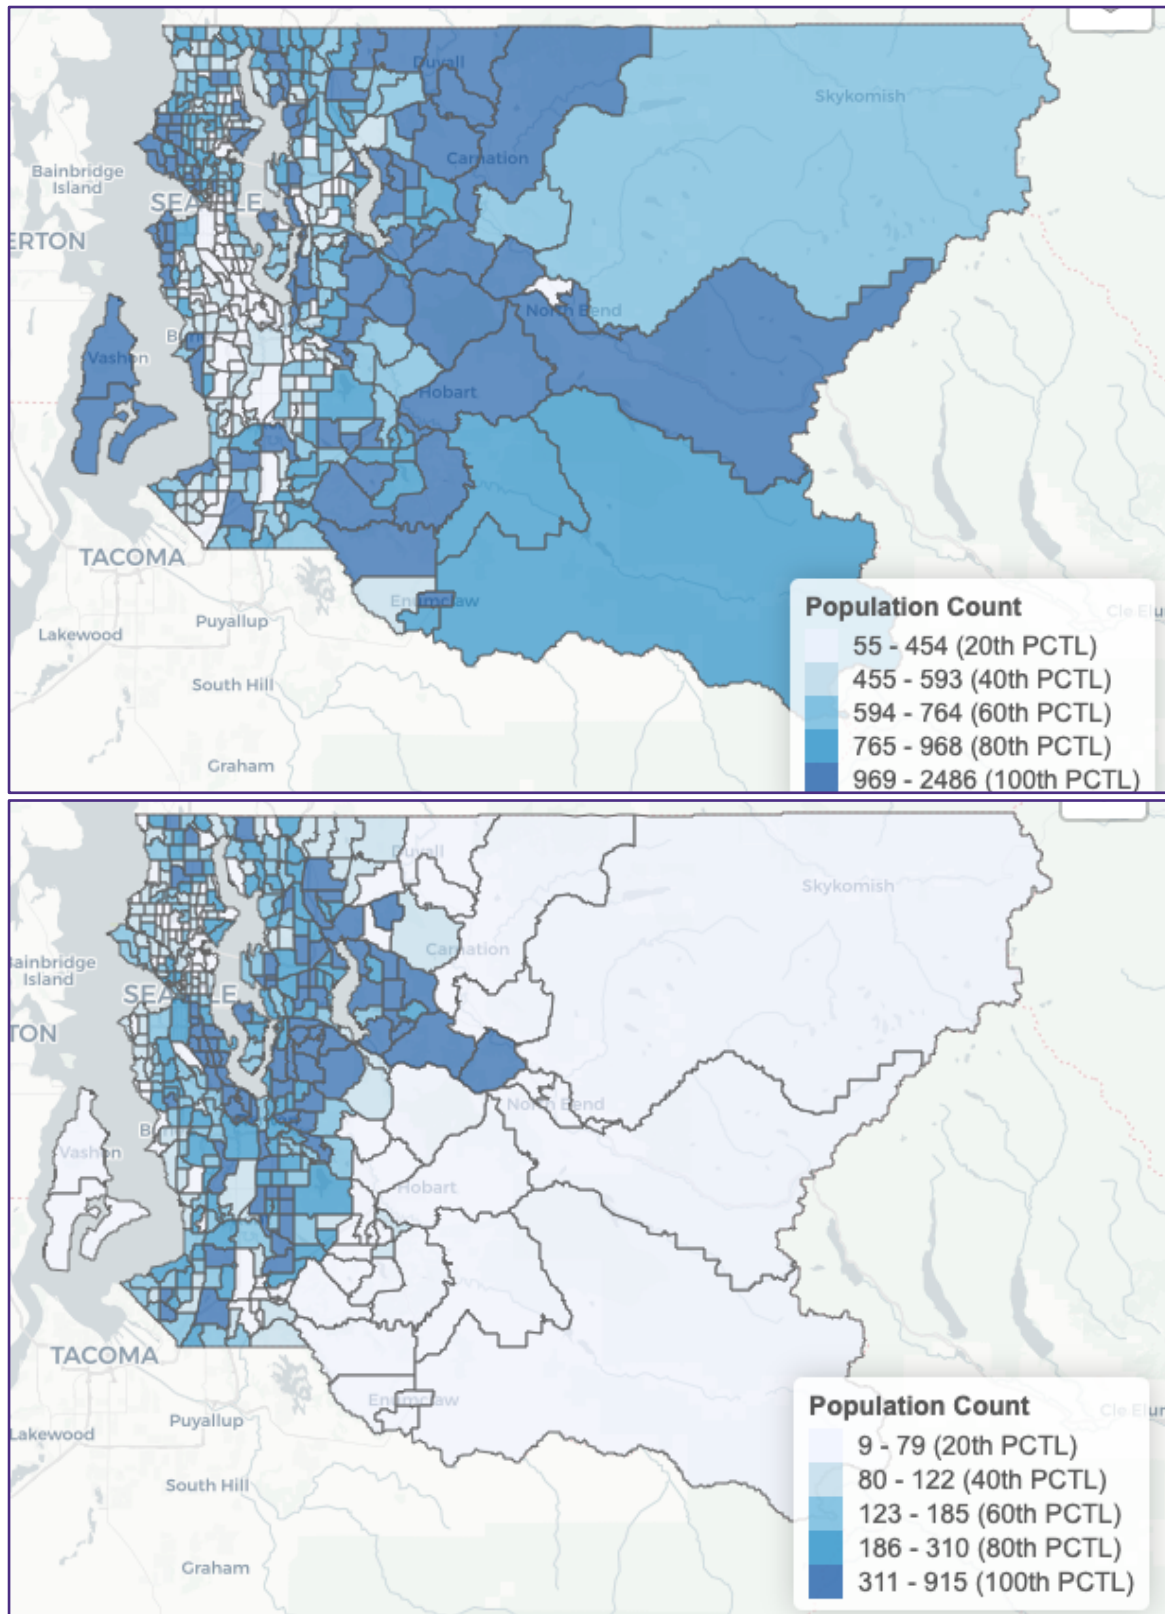 Duvall
Skykomish
Carnation
Bainbridge
Island
SEATTLE
ERTON
North Bend
Vashon
Hobart
TACOMA
Enumclaw
Puyallup
Lakewood
South Hill
Graham
Cle Elu
Population Count
55 - 454 (20th PCTL)
455 - 593 (40th PCTL)
594 - 764 (60th PCTL)
765 - 968 (80th PCTL)
969 - 2486 (100th PCTL)
Duvall
Skykomish
Carnation
Bainbridge
Island
SEATTLE
TON
North Bend
Vashon
Hobart
TACOMA
Enumclaw
Puyallup
Lakewood
South Hill
Graham
Cle Elur
Population Count
9 - 79 (20th PCTL)
80 - 122 (40th PCTL)
123 - 185 (60th PCTL)
186 - 310 (80th PCTL)
311 - 915 (100th PCTL)